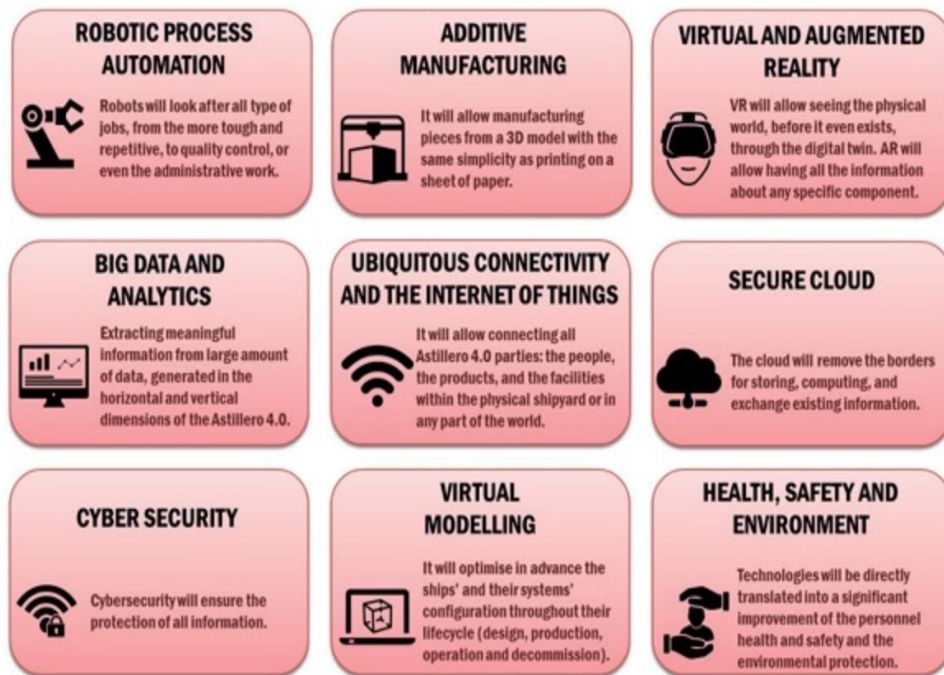 ROBOTIC PROCESS
AUTOMATION
Robots will look after all type of
jobs, from the more tough and
repetitive, to quality control, or
even the administrative work.
ADDITIVE
MANUFACTURING
It will allow manufacturing
pieces from a 3D model with the
same simplicity as printing on a
sheet of paper.
VIRTUAL AND AUGMENTED
REALITY
VR will allow seeing the physical
world, before it even exists,
through the digital twin. AR will
allow having all the information
about any specific component.
BIG DATA AND
ANALYTICS
Extracting meaningful
information from large amount
of data, generated in the
horizontal and vertical
dimensions of the Astillero 4.0.
UBIQUITOUS CONNECTIVITY
AND THE INTERNET OF THINGS
It will allow connecting all
Astillero 4.0 parties: the people,
the products, and the facilities
within the physical shipyard or in
any part of the world.
SECURE CLOUD
The cloud will remove the borders
for storing, computing, and
exchange existing information.
CYBER SECURITY
Cybersecurity will ensure the
protection of all information.
VIRTUAL
MODELLING
It will optimise in advance the
ships' and their systems'
configuration throughout their
lifecycle (design, production,
operation and decommission).
HEALTH, SAFETY AND
ENVIRONMENT
Technologies will be directly
translated into a significant
improvement of the personnel
health and safety and the
environmental protection.